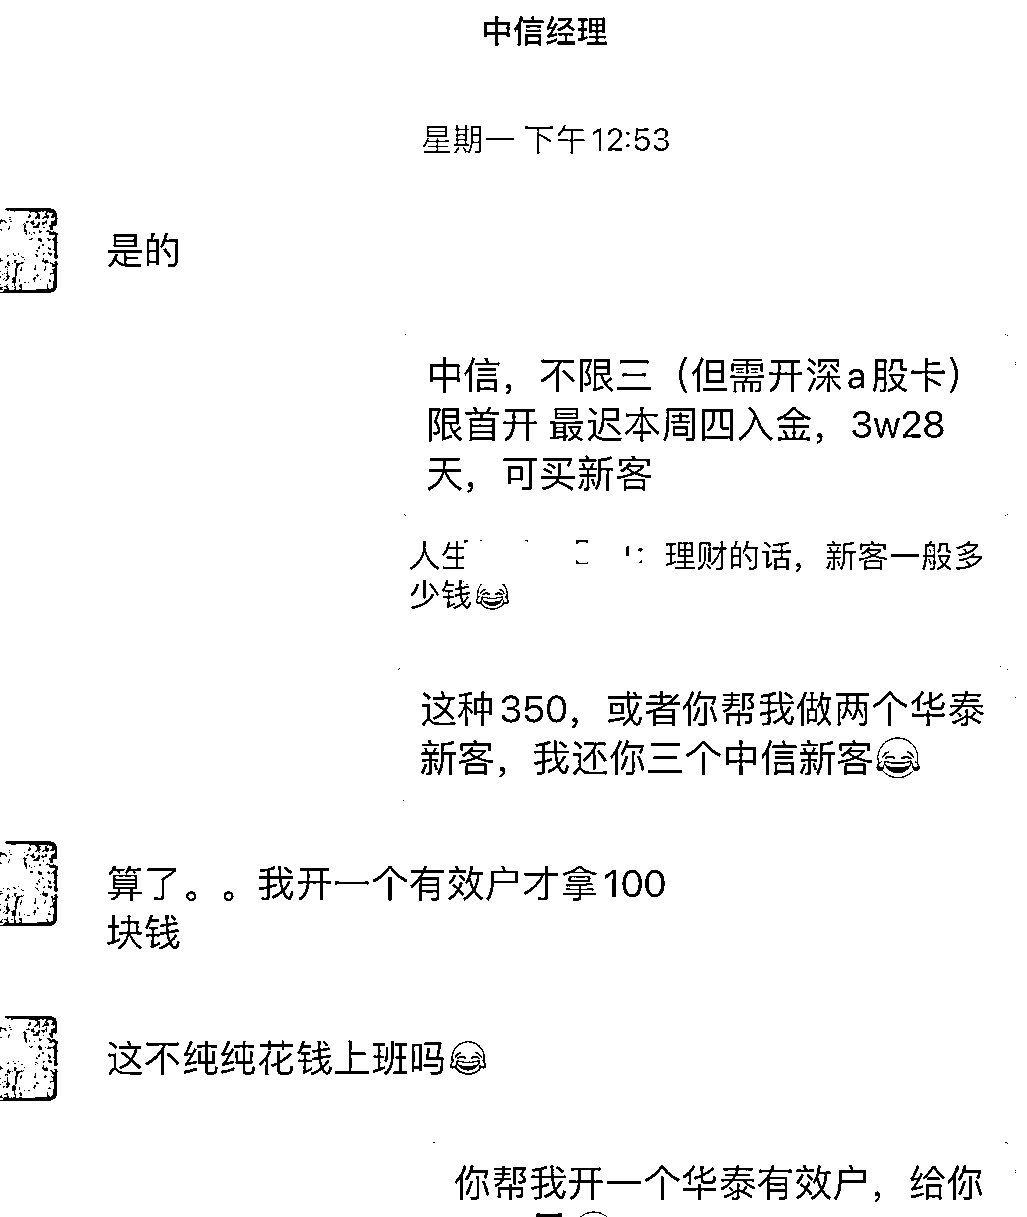 中信经理
星期一 下午12:53
是的
中信，不限三（但需开深a股卡）
限首开 最迟本周四入金，3w28
天，可买新客
人生
理财的话，新客一般多
少钱😂
这种350，或者你帮我做两个华泰
新客，我还你三个中信新客😂
算了。。我开一个有效户才拿100
块钱
这不纯纯花钱上班吗😂
你帮我开一个华泰有效户，给你